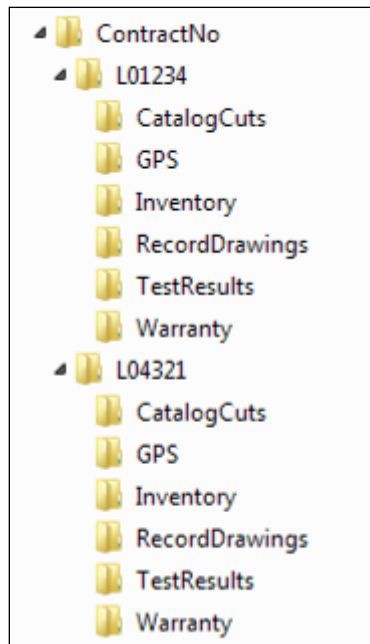 ContractNo
L01234
CatalogCuts
GPS
Inventory
RecordDrawings
TestResults
Warranty
L04321
CatalogCuts
GPS
Inventory
RecordDrawings
TestResults
Warranty